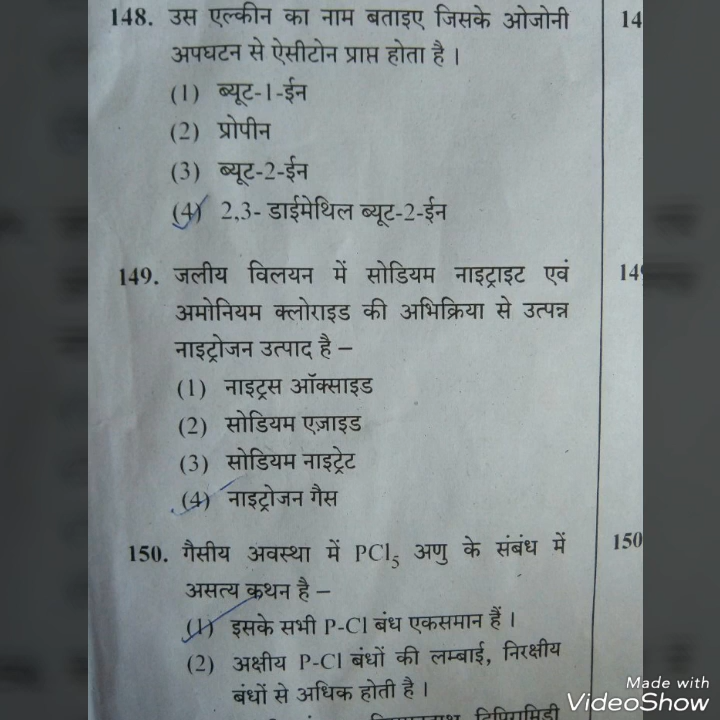 148. उस एल्कीन का नाम बताइए जिसके ओजोनी
अपघटन से ऐसीटोन प्राप्त होता है ।
(1) ब्यूट-1-ईन
(2) प्रोपीन
(3) ब्यूट-2-ईन
(4) 2,3- डाईमेथिल ब्यूट-2-ईन
149. जलीय विलयन में सोडियम नाइट्राइट एवं
अमोनियम क्लोराइड की अभिक्रिया से उत्पन्न
नाइट्रोजन उत्पाद है –
(1) नाइट्रस ऑक्साइड
(2) सोडियम एज़ाइड
(3) सोडियम नाइट्रेट
(4) नाइट्रोजन गैस
150. गैसीय अवस्था में PCl₅ अणु के संबंध में
असत्य कथन है –
(1) इसके सभी P-Cl बंध एकसमान हैं ।
(2) अक्षीय P-Cl बंधों की लम्बाई, निरक्षीय
बंधों से अधिक होती है ।
14
14
150
Made with
VideoShow